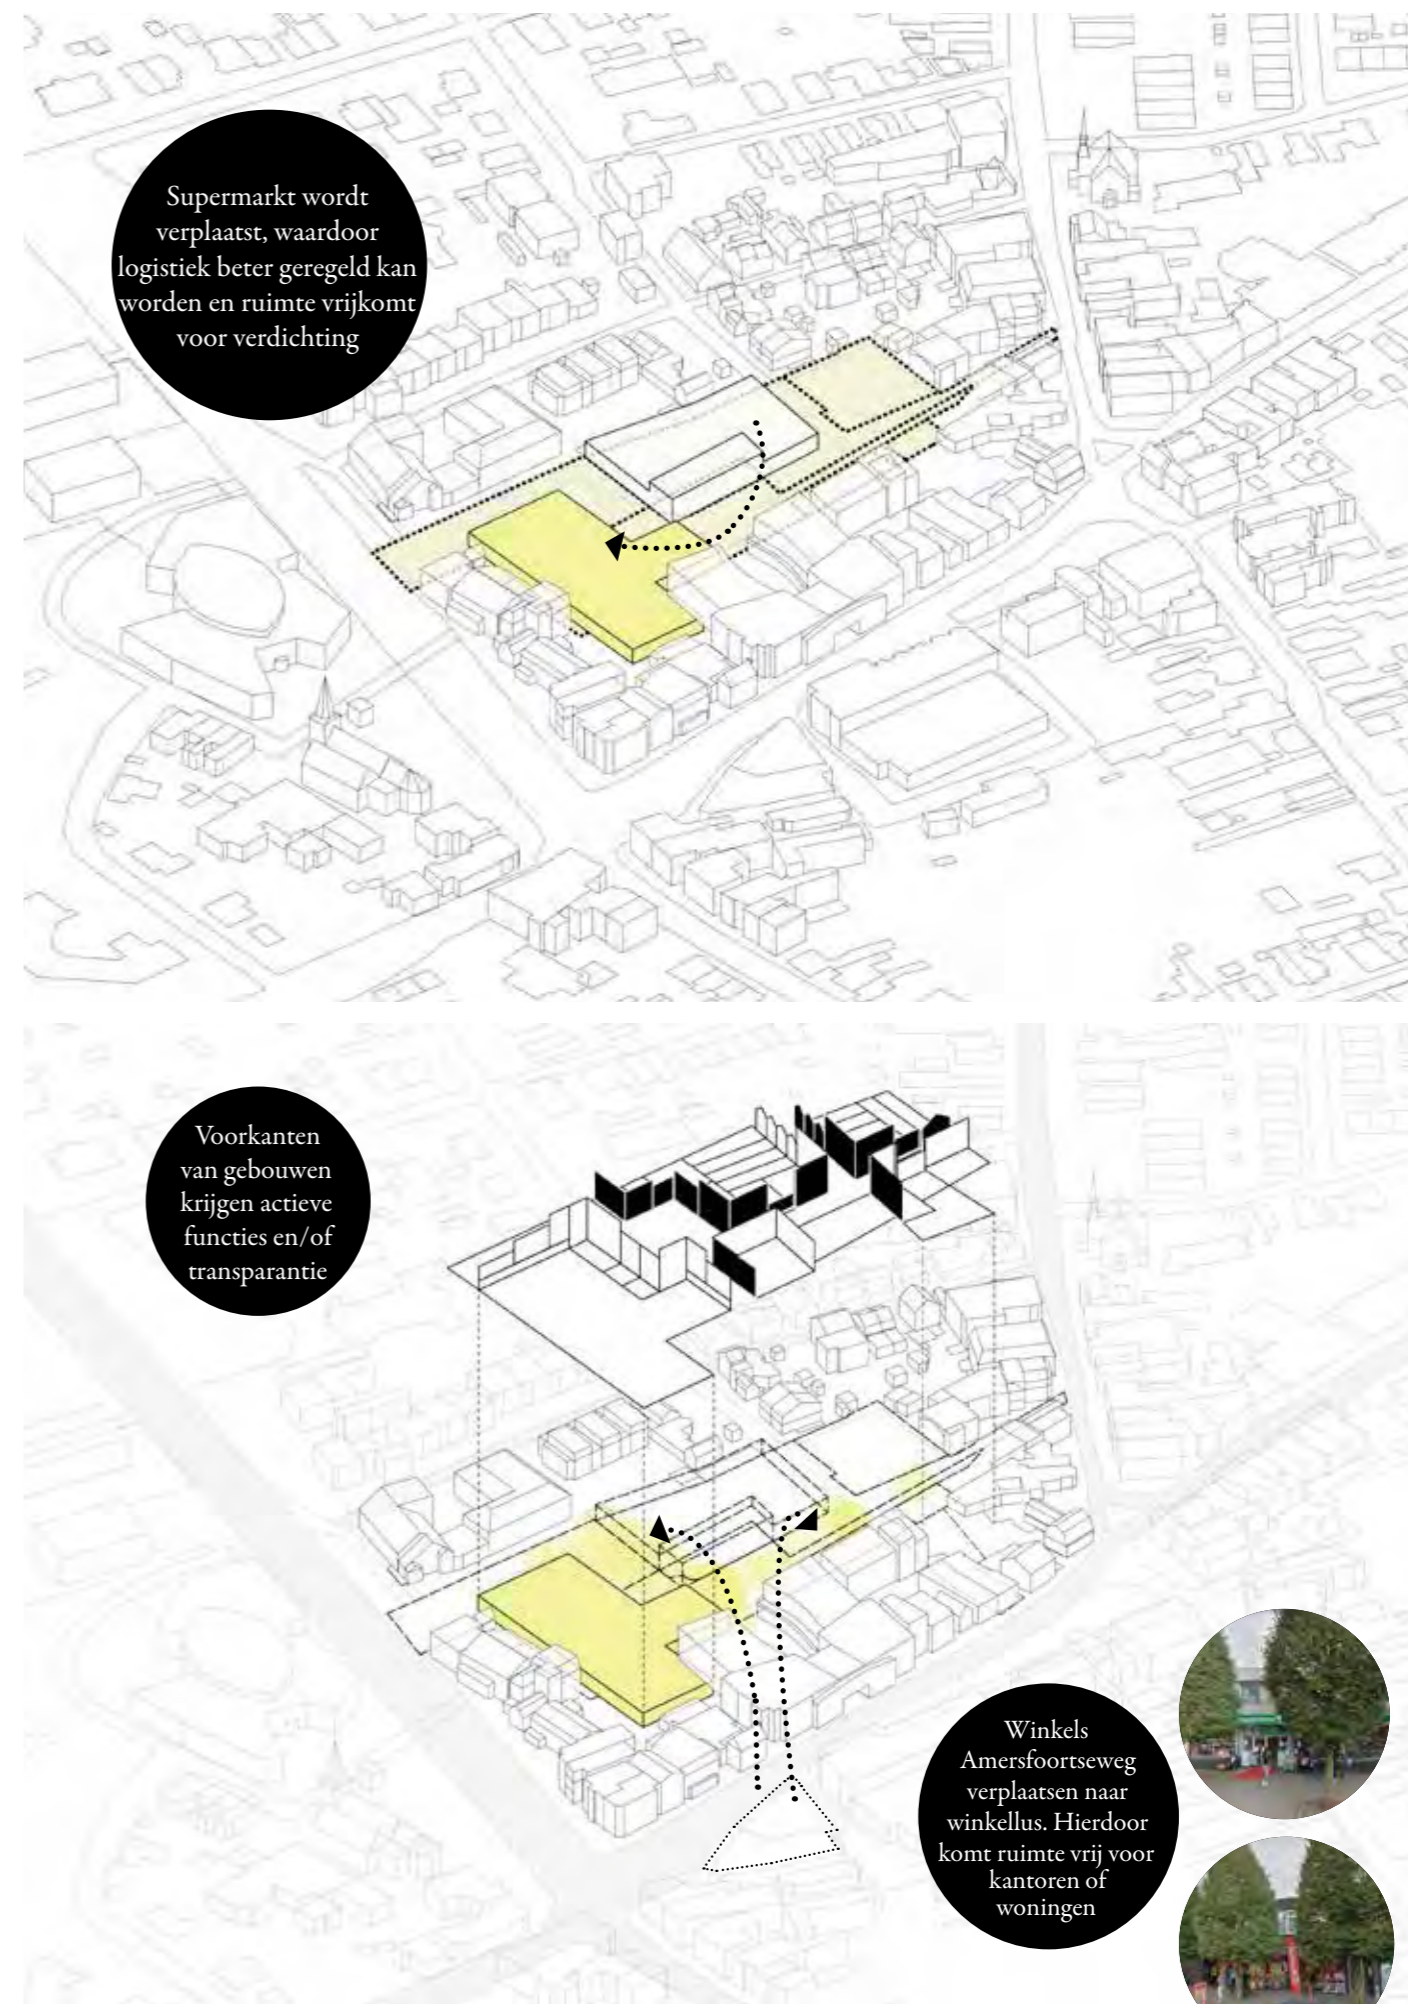 Supermarkt wordt
verplaatst, waardoor
logistiek beter geregeld kan
worden en ruimte vrijkomt
voor verdichting
Voorkanten
van gebouwen
krijgen actieve
functies en/of
transparantie
Winkels
Amersfoortseweg
verplaatsen naar
winkellus. Hierdoor
komt ruimte vrij voor
kantoren of
woningen